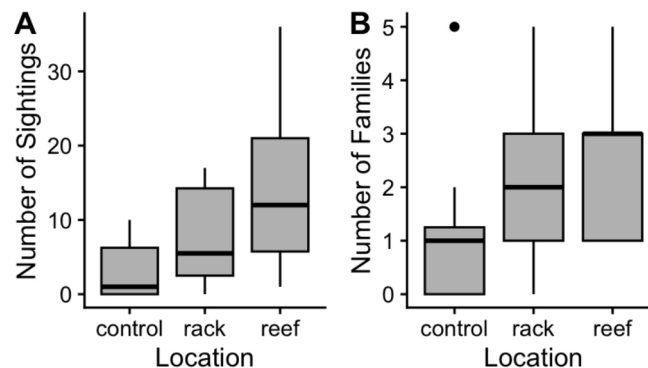 A
Number of Sightings
30
20
10
0
control rack reef
Location
B
Number of Families
5
4
3
2
1
0
control rack reef
Location